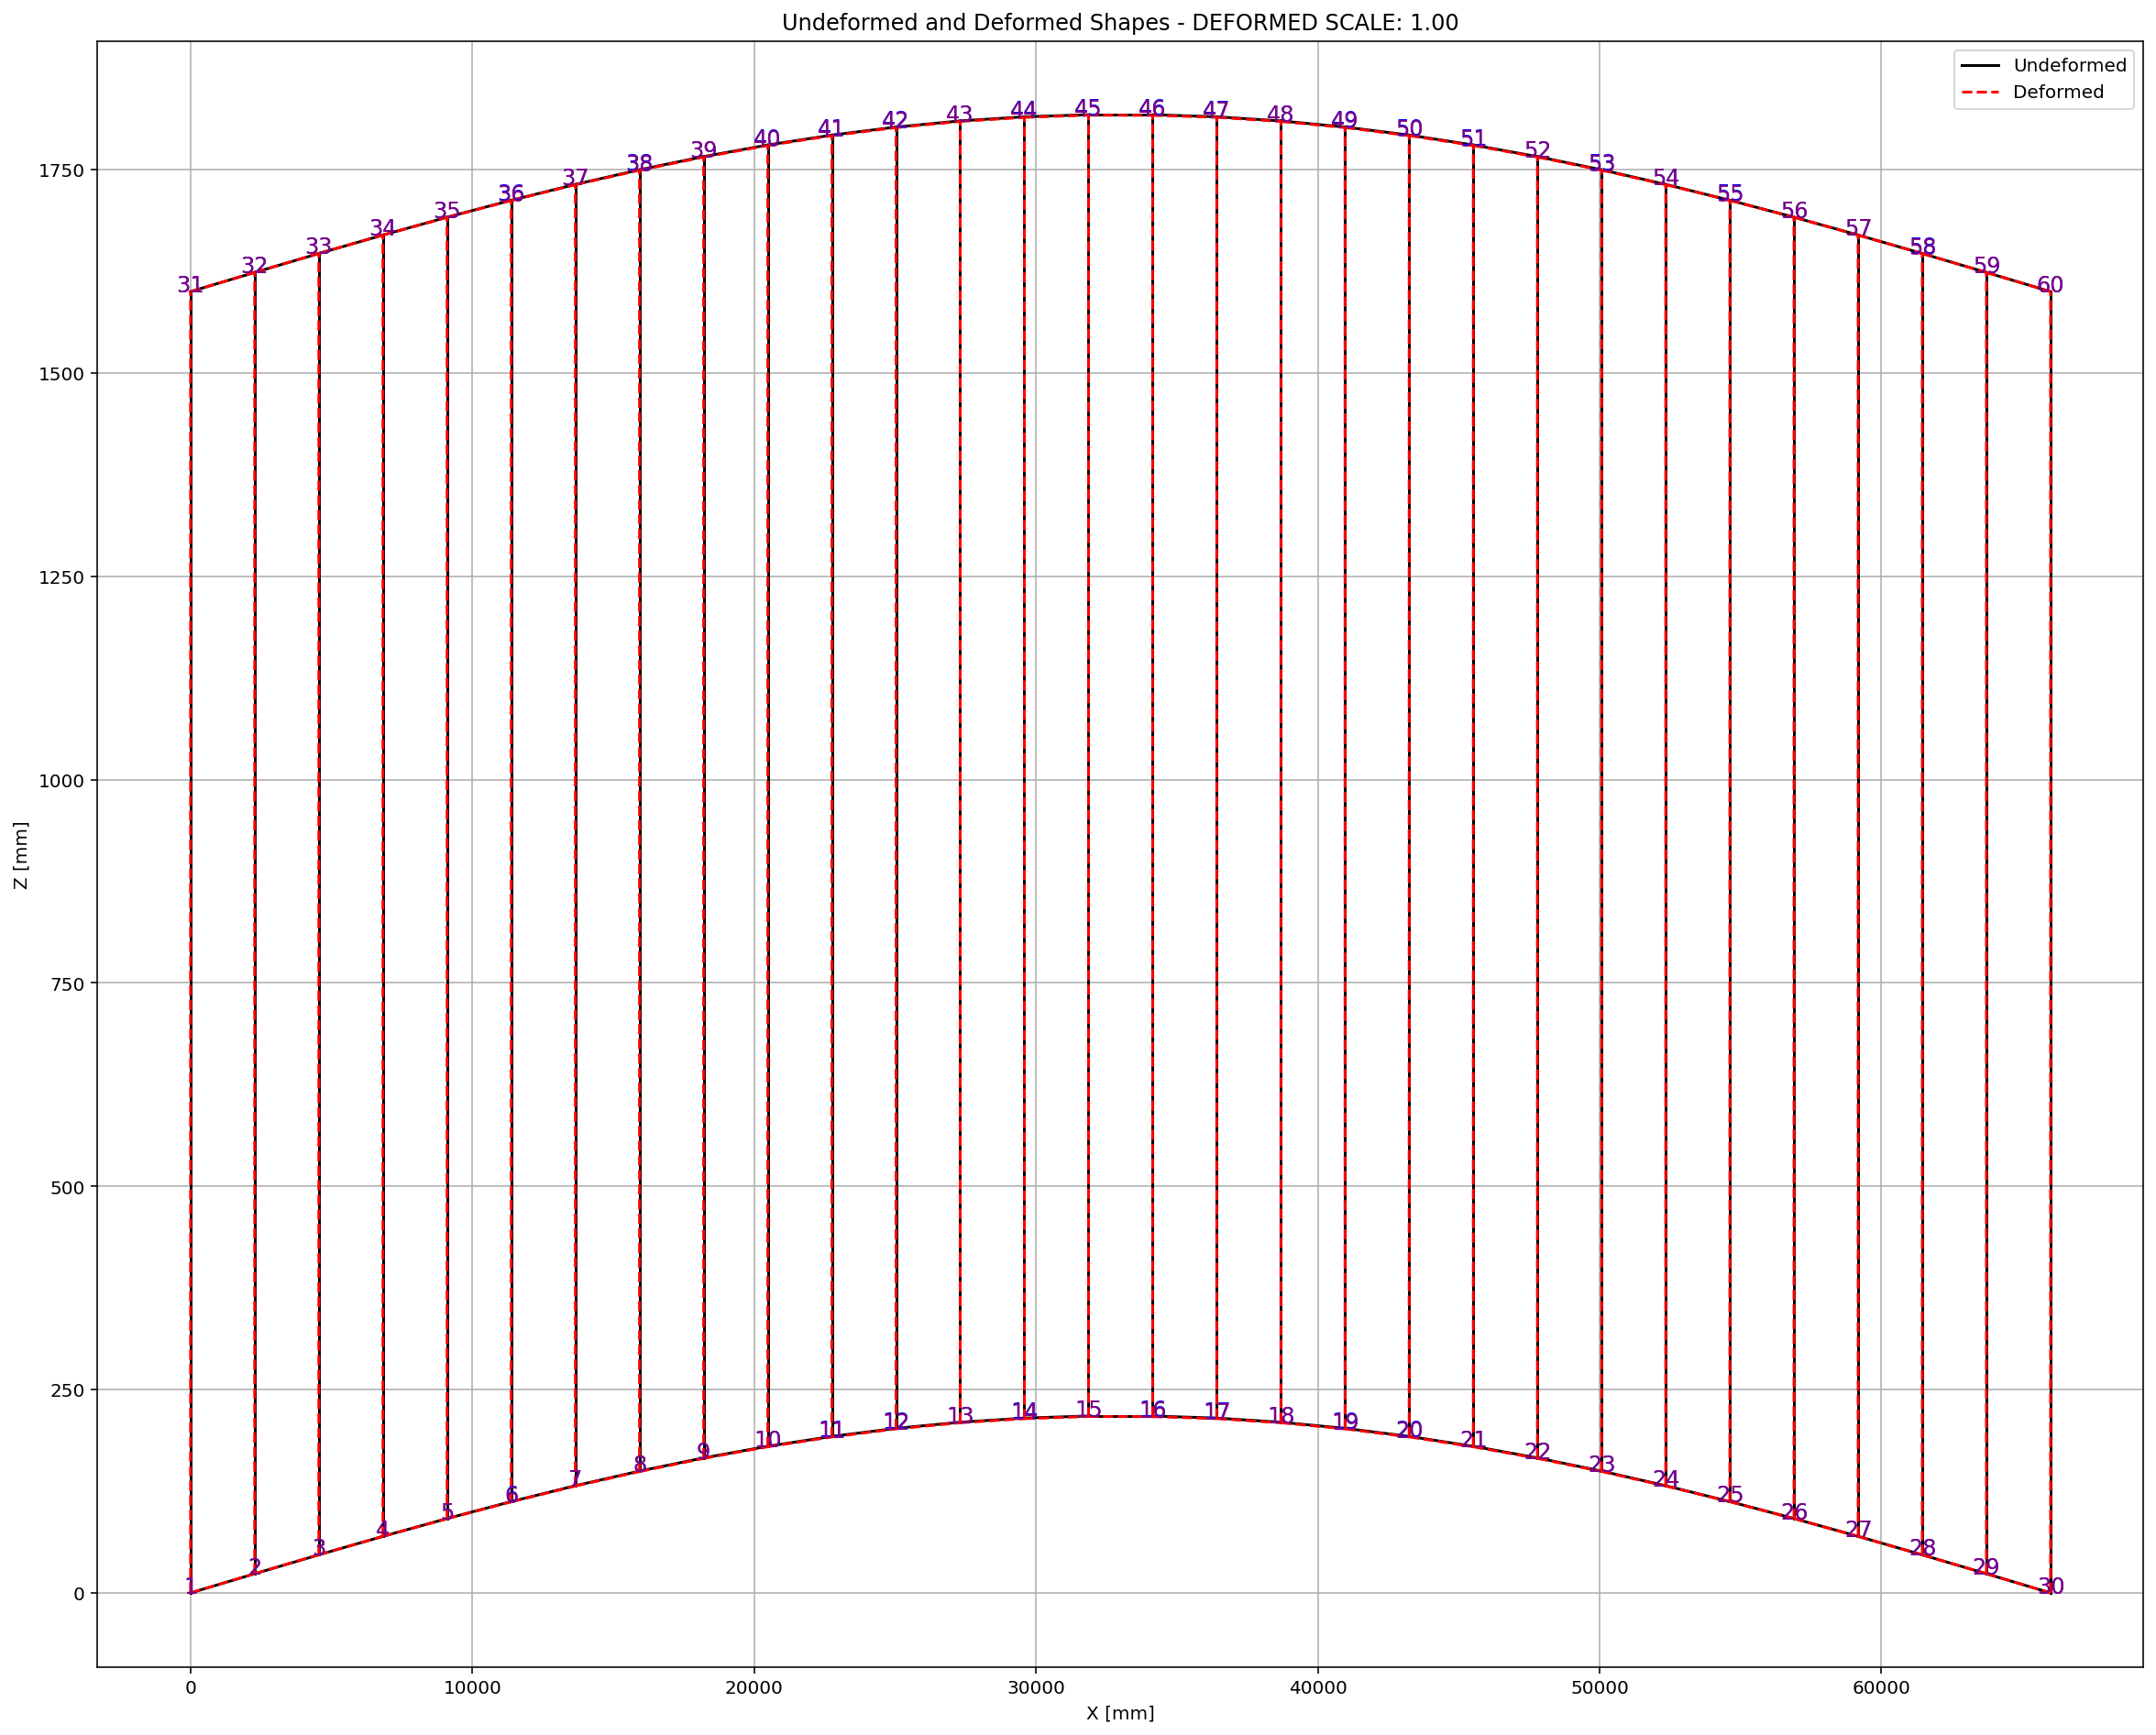 Undeformed and Deformed Shapes - DEFORMED SCALE: 1.00
Undeformed
Deformed
Z [mm]
1750
1500
1250
1000
750
500
250
0
31 32 33 34 35 36 37 38 39 40 41 42 43 44 45 46 47 48 49 50 51 52 53 54 55 56 57 58 59 60
1 2 3 4 5 6 7 8 9 10 11 12 13 14 15 16 17 18 19 20 21 22 23 24 25 26 27 28 29 30
0 10000 20000 30000 40000 50000 60000
X [mm]